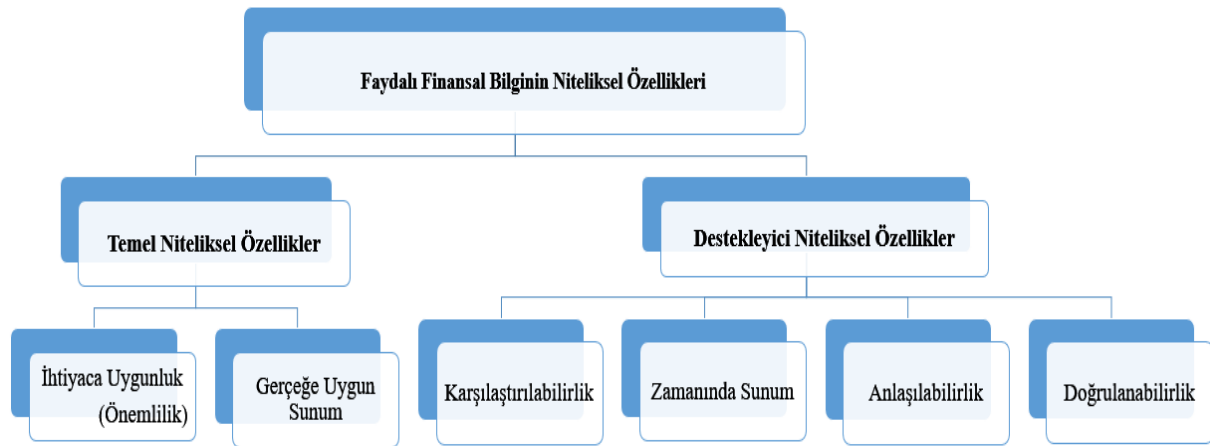 Faydalı Finansal Bilginin Niteliksel Özellikleri
Temel Niteliksel Özellikler
Destekleyici Niteliksel Özellikler
İhtiyaca Uygunluk
(Önemlilik)
Gerçeğe Uygun
Sunum
Karşılaştırılabilirlik
Zamanında Sunum
Anlaşılabilirlik
Doğrulanabilirlik